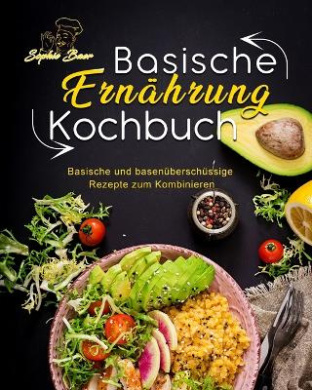 Sophie Baer
Basische
Ernährung
Kochbuch
Basische und basenüberschüssige
Rezepte zum Kombinieren